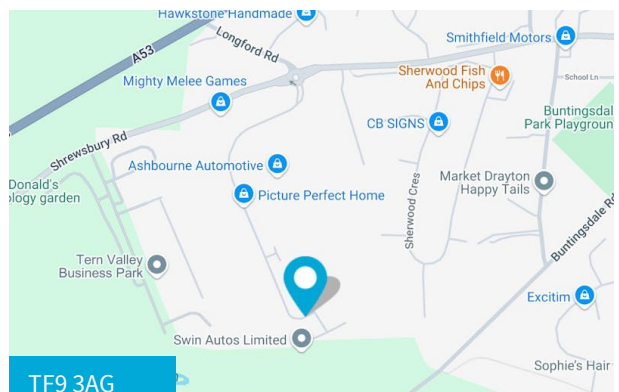 Hawkstone Handmade
Longford Rd
A53
Smithfield Motors
Mighty Melee Games
Sherwood Fish
And Chips
School Ln
Buntingsdal
Park Playgroun
CB SIGNS
Shrewsbury Rd
Ashbourne Automotive
Donald's
ology garden
Picture Perfect Home
Market Drayton
Happy Tails
Sherwood Cres
Buntingsdale Rd
Tern Valley
Business Park
Excitim
Swin Autos Limited
Sophie's Hair
TF9 3AG